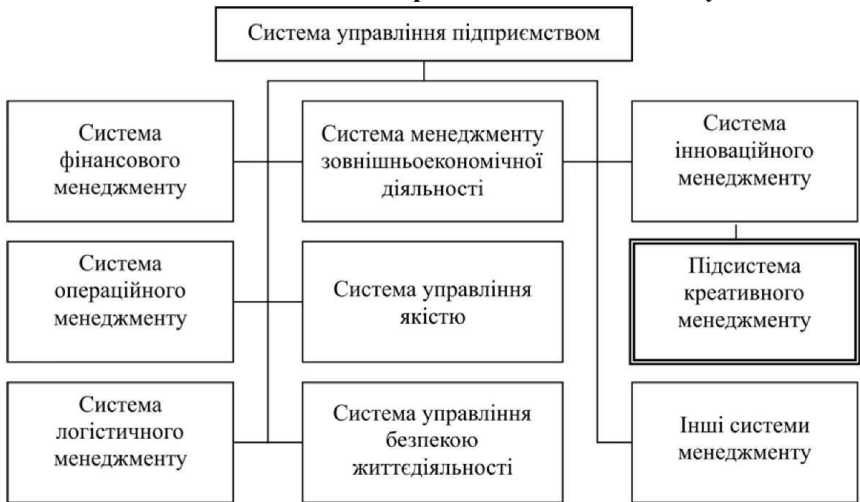 Система управління підприємством
Система
фінансового
менеджменту
Система менеджменту
зовнішньоекономічної
діяльності
Система
інноваційного
менеджменту
Система
операційного
менеджменту
Система управління
якістю
Підсистема
креативного
менеджменту
Система
логістичного
менеджменту
Система управління
безпекою
життєдіяльності
Інші системи
менеджменту